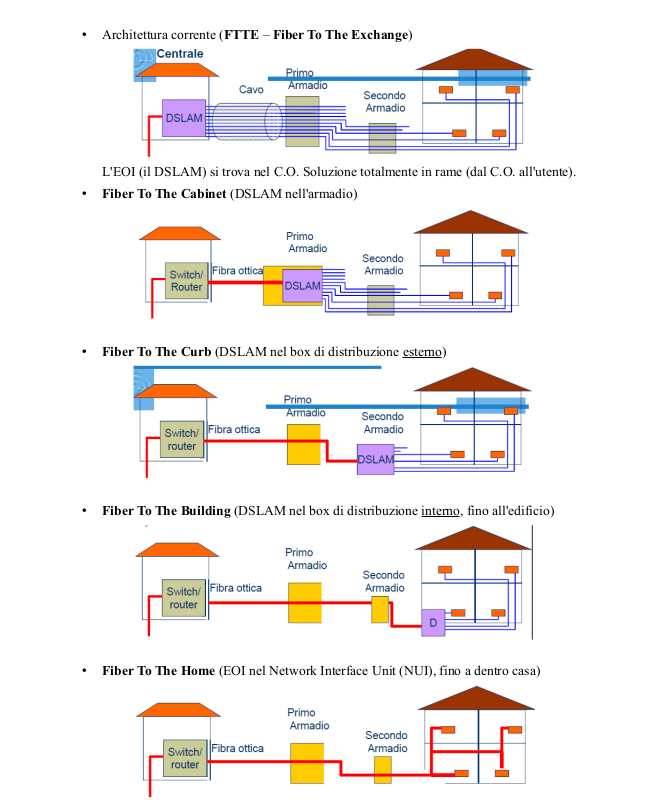 • Architettura corrente (FTTE – Fiber To The Exchange)
Centrale
Primo
Armadio
Cavo
Secondo
Armadio
DSLAM
L'EOI (il DSLAM) si trova nel C.O. Soluzione totalmente in rame (dal C.O. all'utente).
• Fiber To The Cabinet (DSLAM nell'armadio)
Primo
Armadio
Secondo
Armadio
Switch/
Router
Fibra ottica
DSLAM
• Fiber To The Curb (DSLAM nel box di distribuzione esterno)
Primo
Armadio
Secondo
Armadio
Switch/
router
Fibra ottica
DSLAM
• Fiber To The Building (DSLAM nel box di distribuzione interno, fino all'edificio)
Primo
Armadio
Secondo
Armadio
Switch/
router
Fibra ottica
D
• Fiber To The Home (EOI nel Network Interface Unit (NUI), fino a dentro casa)
Primo
Armadio
Secondo
Armadio
Switch/
router
Fibra ottica